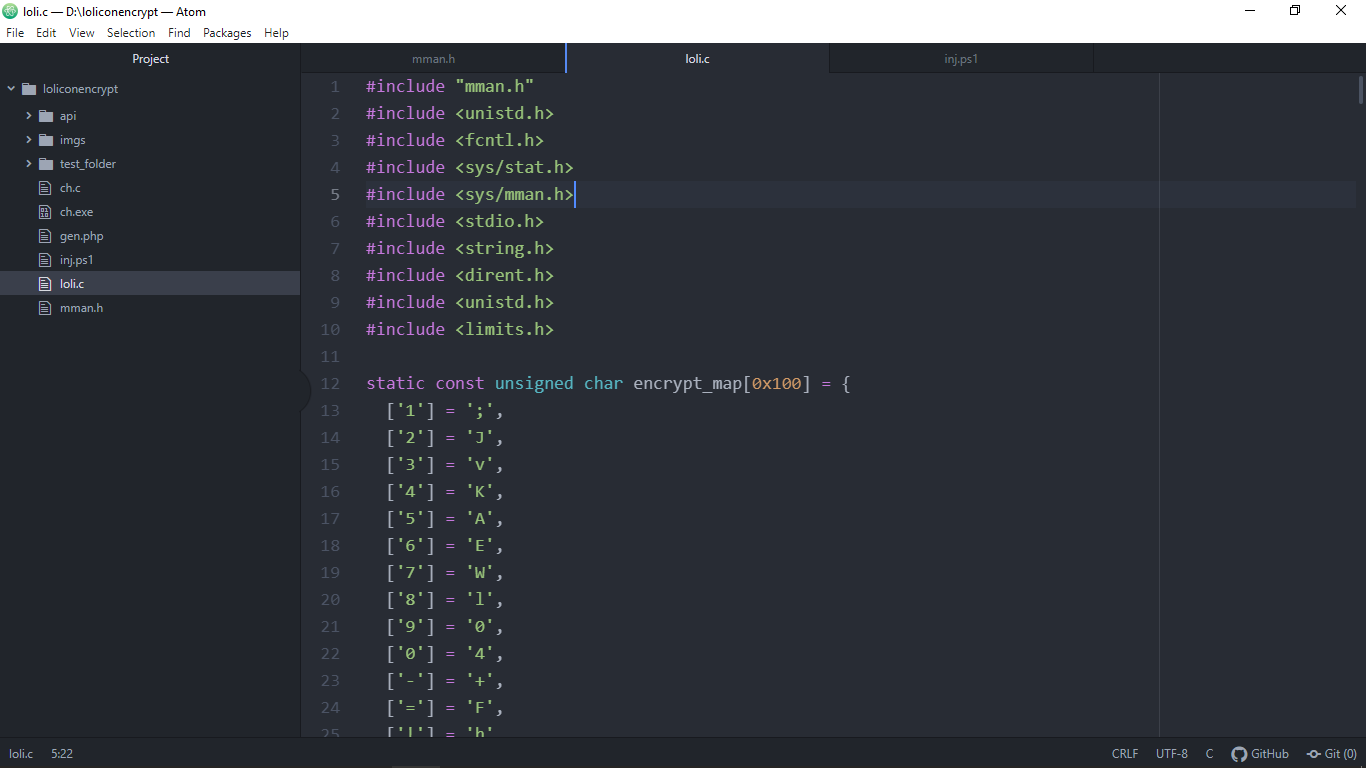 loli.c — D:\loliconencrypt — Atom
File Edit View Selection Find Packages Help
Project
mman.h
loli.c
inj.ps1
loliconencrypt
api
imgs
test_folder
ch.c
ch.exe
gen.php
inj.ps1
loli.c
mman.h
1 #include "mman.h"
2 #include <unistd.h>
3 #include <fcntl.h>
4 #include <sys/stat.h>
5 #include <sys/mman.h>
6 #include <stdio.h>
7 #include <string.h>
8 #include <dirent.h>
9 #include <unistd.h>
10 #include <limits.h>
11
12 static const unsigned char encrypt_map[0x100] = {
13 ['1'] = ';',
14 ['2'] = 'J',
15 ['3'] = 'v',
16 ['4'] = 'K',
17 ['5'] = 'A',
18 ['6'] = 'E',
19 ['7'] = 'W',
20 ['8'] = 'l',
21 ['9'] = '0',
22 ['0'] = '4',
23 ['-'] = '+',
24 ['='] = 'F',
25
loli.c 5:22
CRLF UTF-8 C GitHub Git (0)